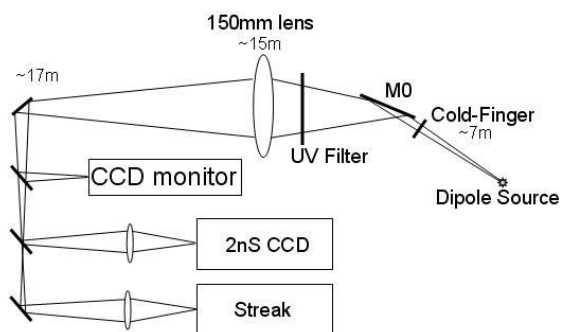 150mm lens
~15m
~17m
M0
Cold-Finger
~7m
UV Filter
Dipole Source
CCD monitor
2nS CCD
Streak